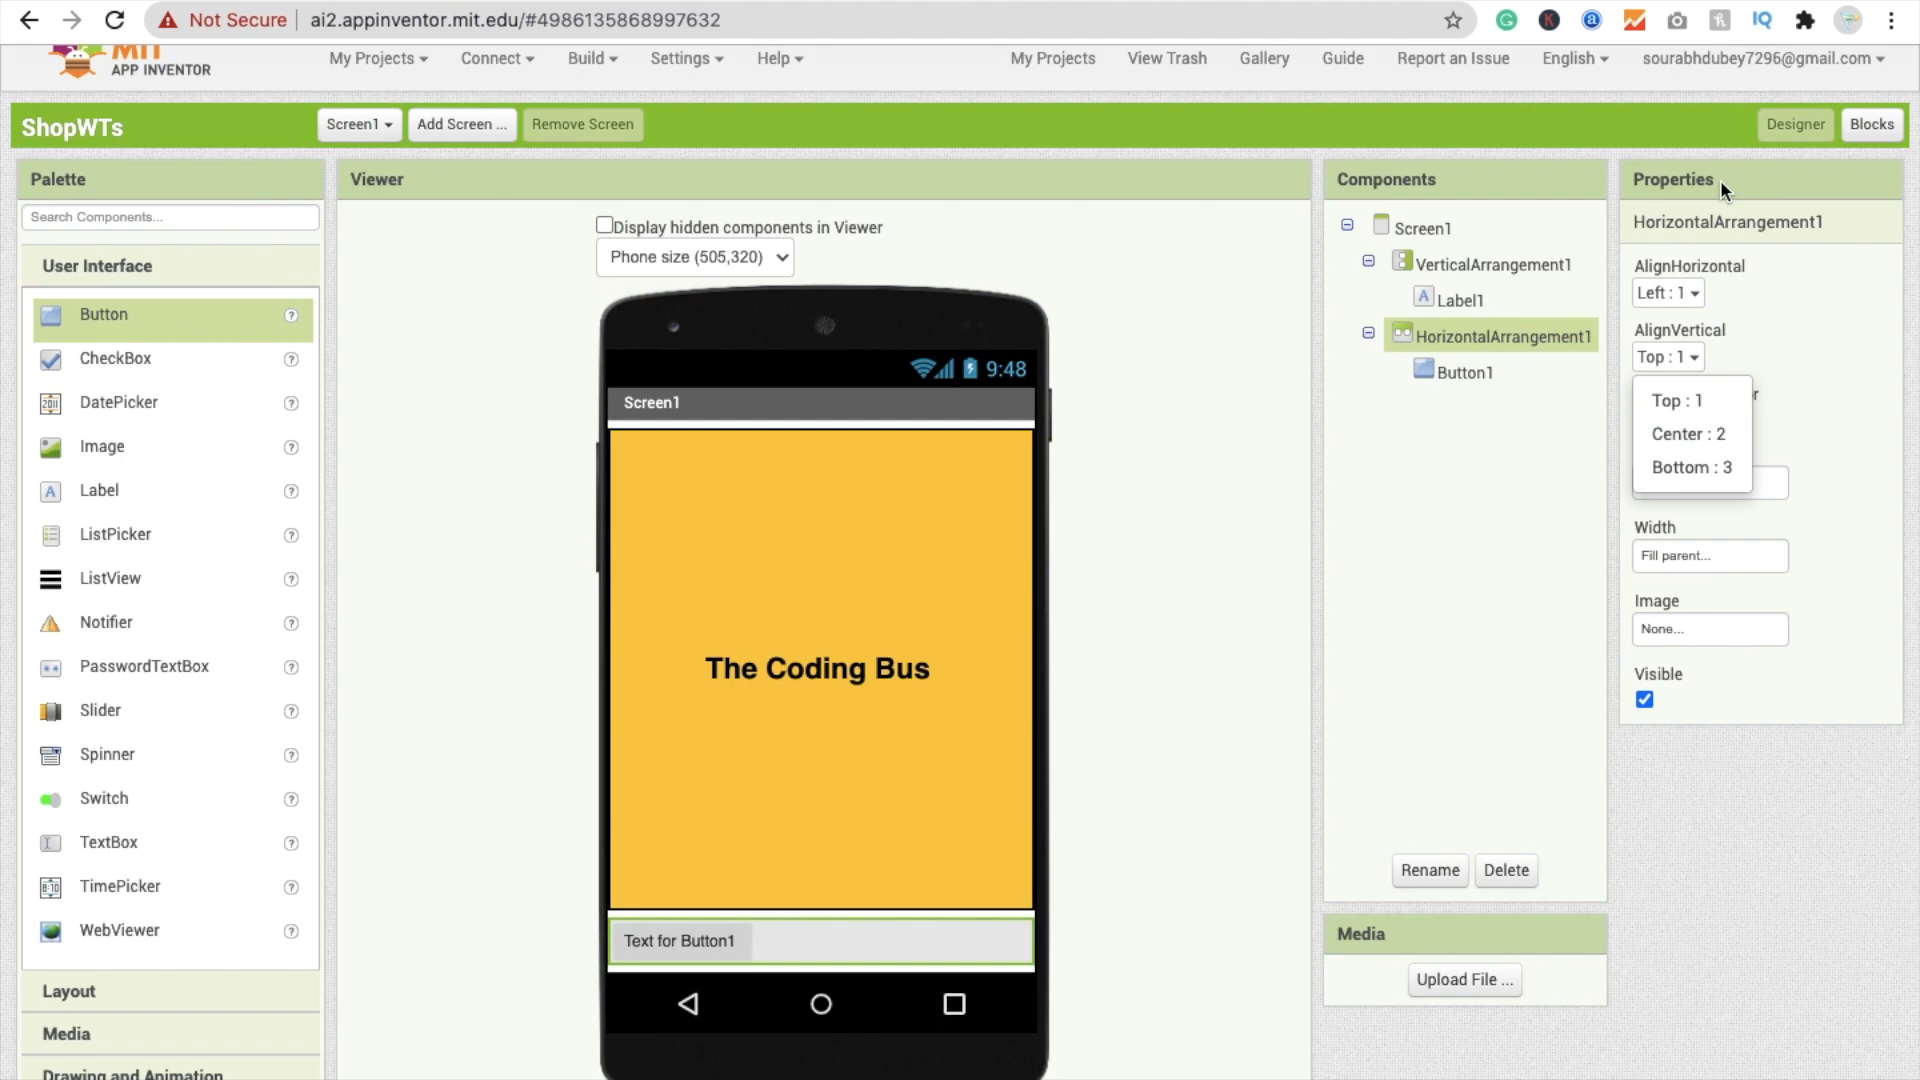 Not Secure
ai2.appinventor.mit.edu/#4986135868997632
MIT
APP INVENTOR
My Projects
Connect
Build
Settings
Help
My Projects
View Trash
Gallery
Guide
Report an Issue
English
sourabhdubey7296@gmail.com
ShopWTs
Screen1
Add Screen ...
Remove Screen
Designer
Blocks
Palette
Search Components...
User Interface
Button
CheckBox
DatePicker
Image
Label
ListPicker
ListView
Notifier
PasswordTextBox
Slider
Spinner
Switch
TextBox
TimePicker
WebViewer
Layout
Media
Drawing and Animation
Viewer
Display hidden components in Viewer
Phone size (505,320)
9:48
Screen1
The Coding Bus
Text for Button1
Components
Screen1
VerticalArrangement1
Label1
HorizontalArrangement1
Button1
Rename
Delete
Media
Upload File ...
Properties
HorizontalArrangement1
AlignHorizontal
Left : 1
AlignVertical
Top : 1
Top : 1
Center : 2
Bottom : 3
Width
Fill parent...
Image
None...
Visible